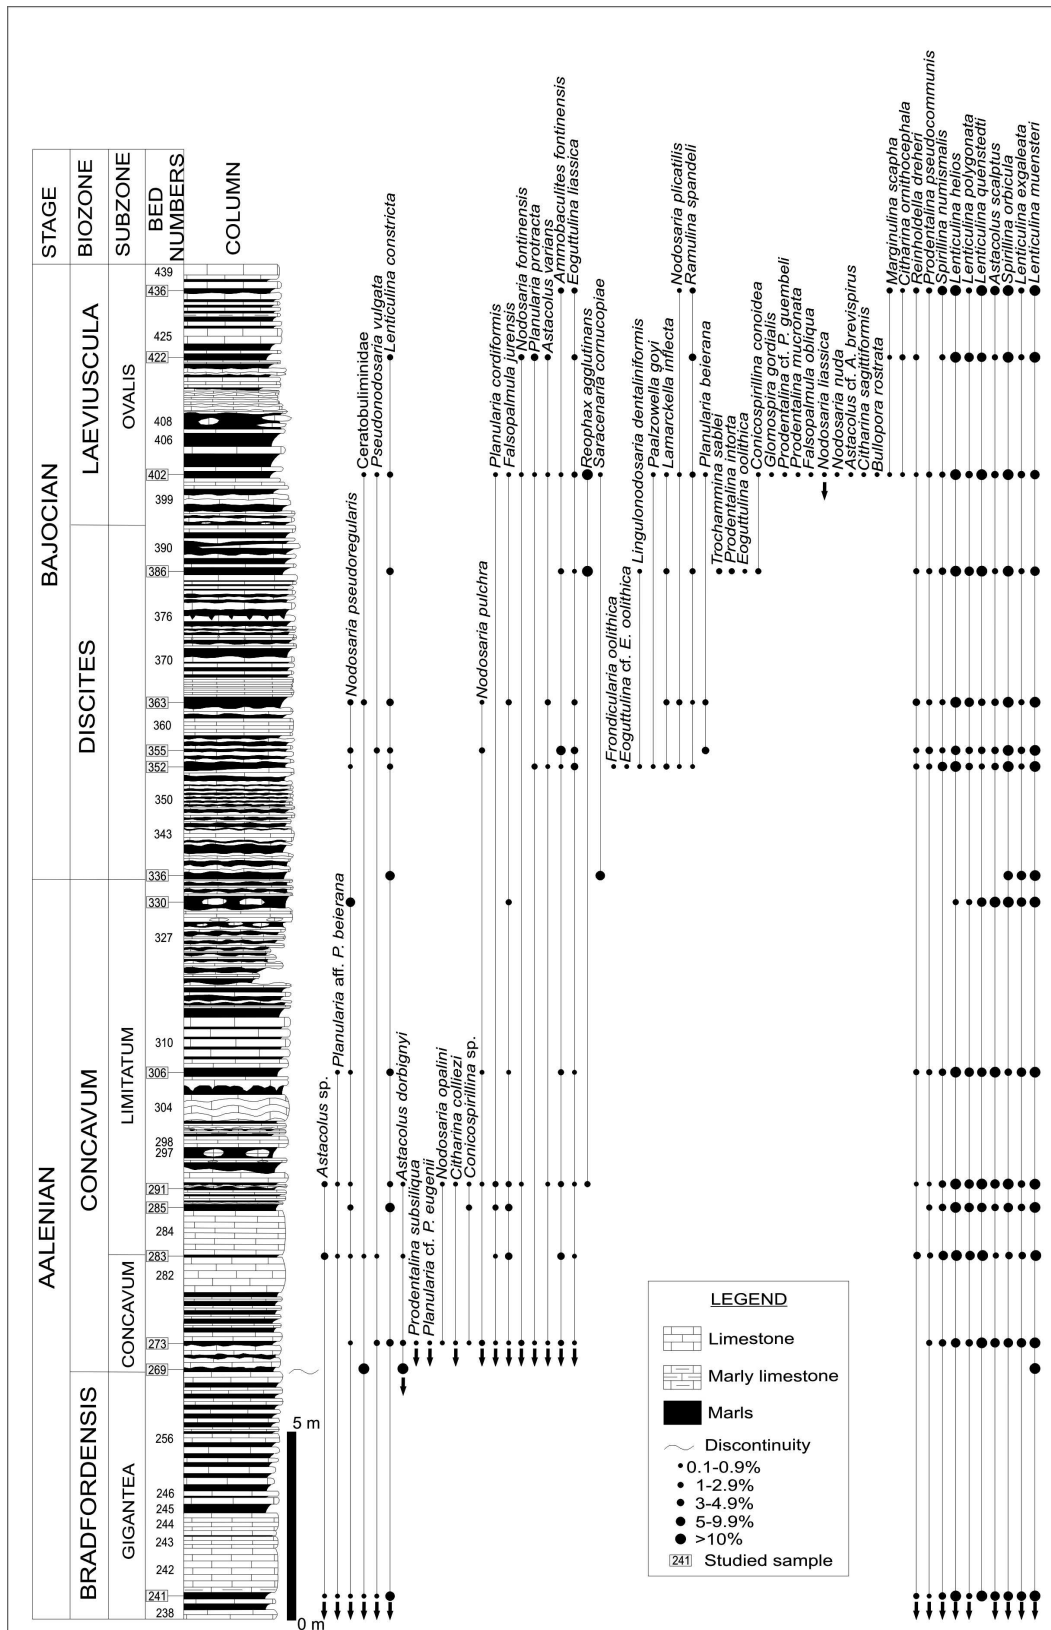 STAGE
BIOZONE
SUBZONE
BED
NUMBERS
COLUMN
BAJOCIAN
AALENIAN
LAEVIUSCULA
DISCITES
CONCAVUM
BRADFORDENSIS
OVALIS
LIMITATUM
CONCAVUM
GIGANTEA
439
436
425
422
408
406
402
399
390
386
376
370
363
360
355
352
350
343
336
330
327
310
306
304
298
297
291
285
284
283
282
273
269
256
246
245
244
243
242
241
238
5 m
0 m
Astacolus sp.
Planularia aff. P. beierana
Nodosaria pseudoregularis
Ceratobuliminidae
Pseudonodosaria vulgata
Lenticulina constricta
Astacolus dorbignyi
Prodentalina subsiliqua
Planularia cf. P. eugenii
Nodosaria opalini
Citharina colliezi
Conicospirillina sp.
Nodosaria pulchra
Planularia cordiformis
Falsopalmula jurensis
Nodosaria fontinensis
Planularia protracta
Astacolus varians
Ammobaculites fontinensis
Eoguttulina liassica
Reophax agglutinans
Saracenaria cornucopiae
Frondicularia oolithica
Eoguttulina cf. E. oolithica
Lingulonodosaria dentaliniformis
Paalzowella goyi
Lamarckella inflecta
Nodosaria plicatilis
Ramulina spandeli
Planularia beierana
Trochammina sablei
Prodentalina intorta
Eoguttulina oolithica
Conicospirillina conoidea
Glomospira gordialis
Prodentalina cf. P. guembeli
Prodentalina mucronata
Falsopalmula obliqua
Nodosaria liassica
Nodosaria nuda
Astacolus cf. A. brevispirus
Citharina sagittiformis
Bullopora rostrata
Marginulina scapha
Citharina ornithocephala
Reinholdella dreheri
Prodentalina pseudocommunis
Spirillina numismalis
Lenticulina helios
Lenticulina polygonata
Lenticulina quenstedti
Astacolus scalptus
Spirillina orbicula
Lenticulina exgaleata
Lenticulina muensteri
LEGEND
Limestone
Marly limestone
Marls
Discontinuity
0.1-0.9%
1-2.9%
3-4.9%
5-9.9%
>10%
241 Studied sample